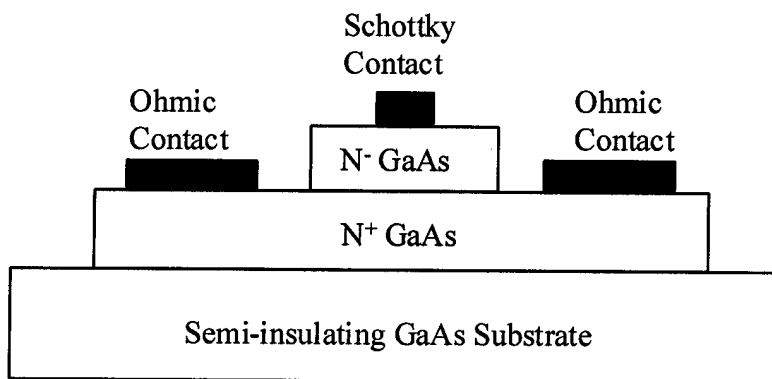 Schottky
Contact
Ohmic
Contact
Ohmic
Contact
N⁻ GaAs
N⁺ GaAs
Semi-insulating GaAs Substrate